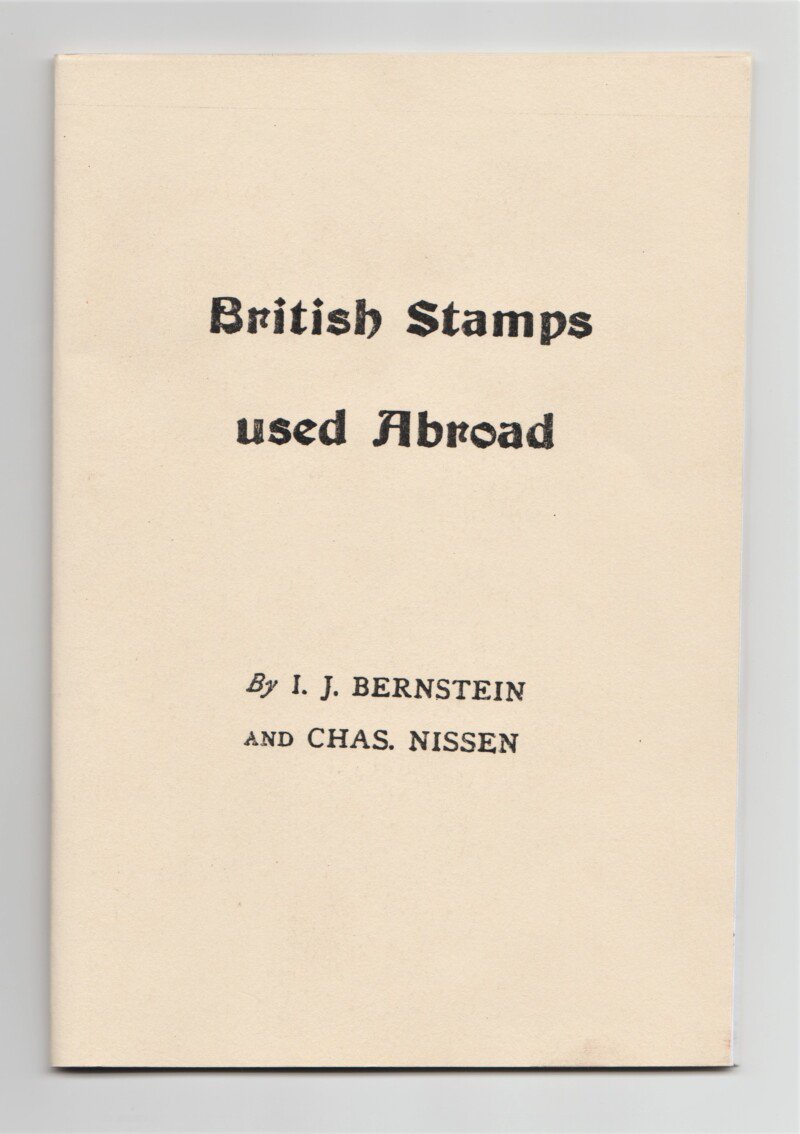 British Stamps
used Abroad
By I. J. BERNSTEIN
AND CHAS. NISSEN